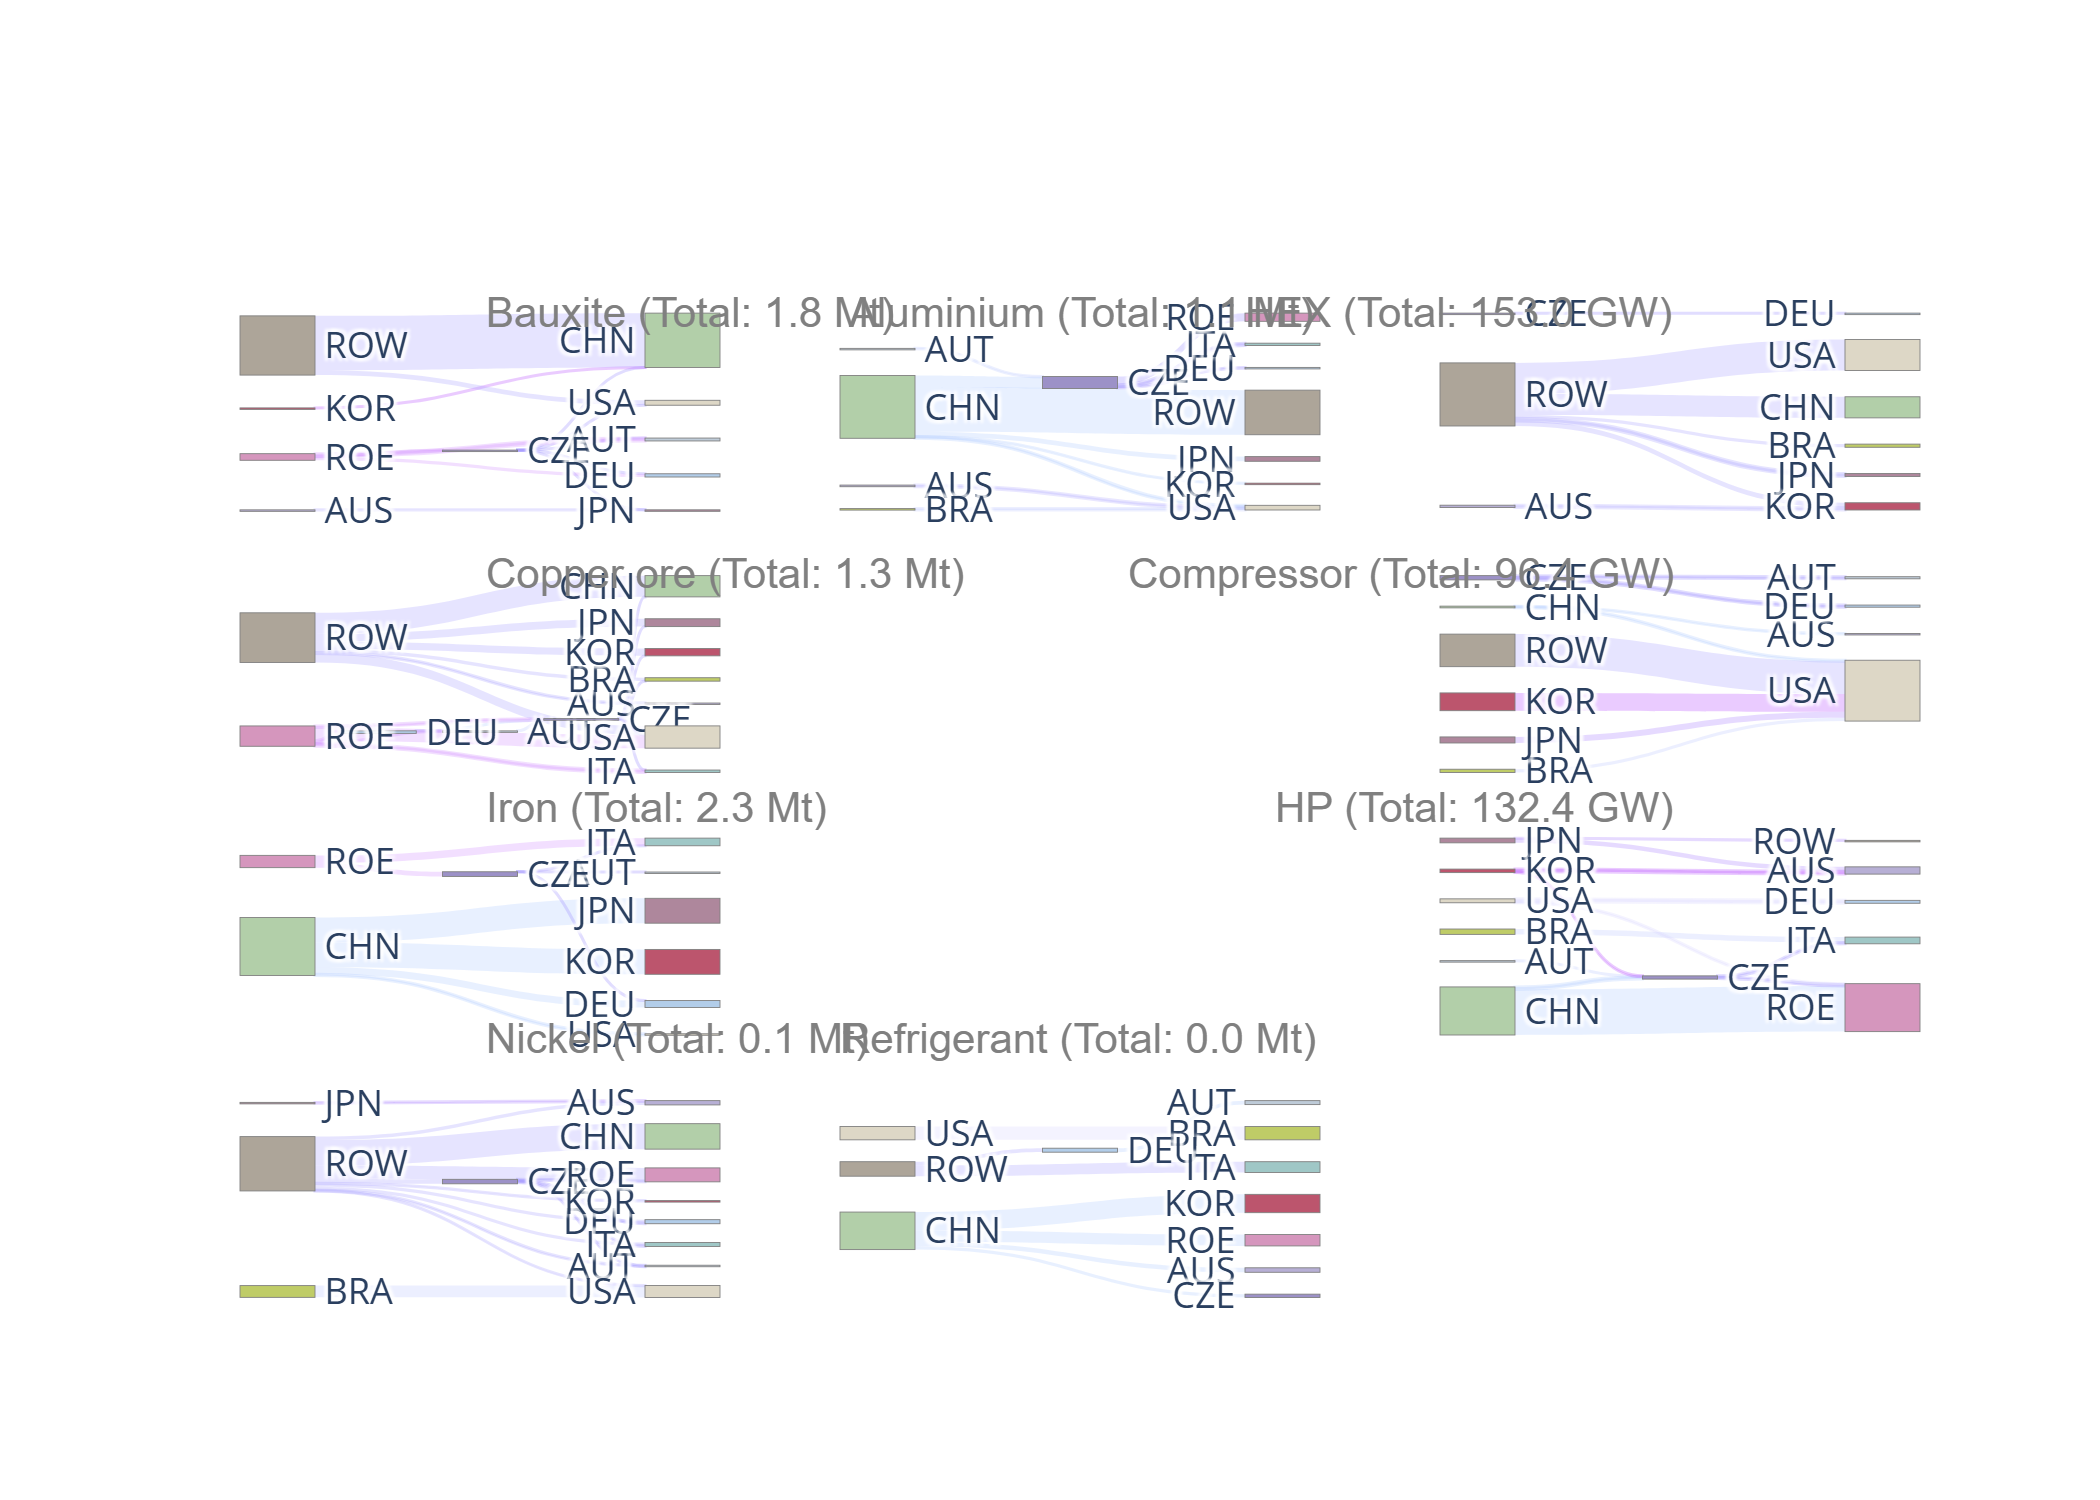 Bauxite (Total: 1.8 Mt)
ROW
CHN
KOR
USA
AUT
ROE
CZE
DEU
AUS
JPN
Aluminium (Total: 1.1 Mt)
ROE
AUT
ITA
DEU
CZE
CHN
ROW
JPN
KOR
AUS
USA
BRA
HEX (Total: 153.0 GW)
CZE
DEU
USA
ROW
CHN
BRA
JPN
AUS
KOR
Copper ore (Total: 1.3 Mt)
CHN
JPN
ROW
KOR
BRA
AUS
CZE
ROE
DEU
AUT
USA
ITA
Compressor (Total: 96.4 GW)
CZE
AUT
CHN
DEU
AUS
ROW
USA
KOR
JPN
BRA
Iron (Total: 2.3 Mt)
ITA
ROE
CZE
AUT
JPN
CHN
KOR
DEU
USA
HP (Total: 132.4 GW)
JPN
ROW
KOR
AUS
USA
DEU
BRA
ITA
AUT
CZE
CHN
ROE
Nickel (Total: 0.1 Mt)
JPN
AUS
CHN
ROW
ROE
CZE
KOR
DEU
ITA
AUT
BRA
USA
Refrigerant (Total: 0.0 Mt)
AUT
USA
BRA
DEU
ROW
ITA
KOR
CHN
ROE
AUS
CZE